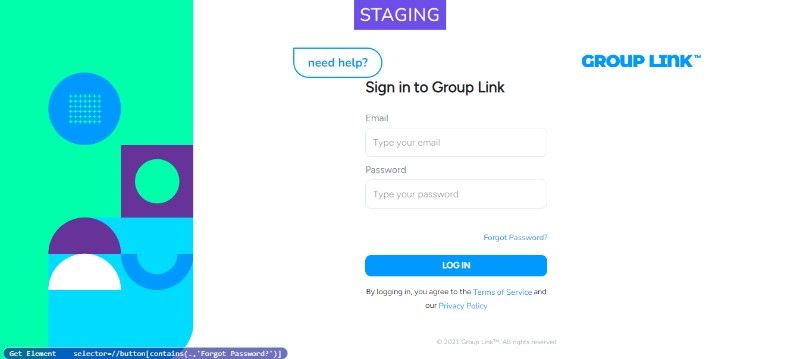 STAGING
need help?
GROUP LINK™
Sign in to Group Link
Email
Type your email
Password
Type your password
Forgot Password?
LOG IN
By logging in, you agree to the Terms of Service and
our Privacy Policy
© 2021 Group Link™. All rights reserved
Get Element selector=//button[contains(.,'Forgot Password?')]